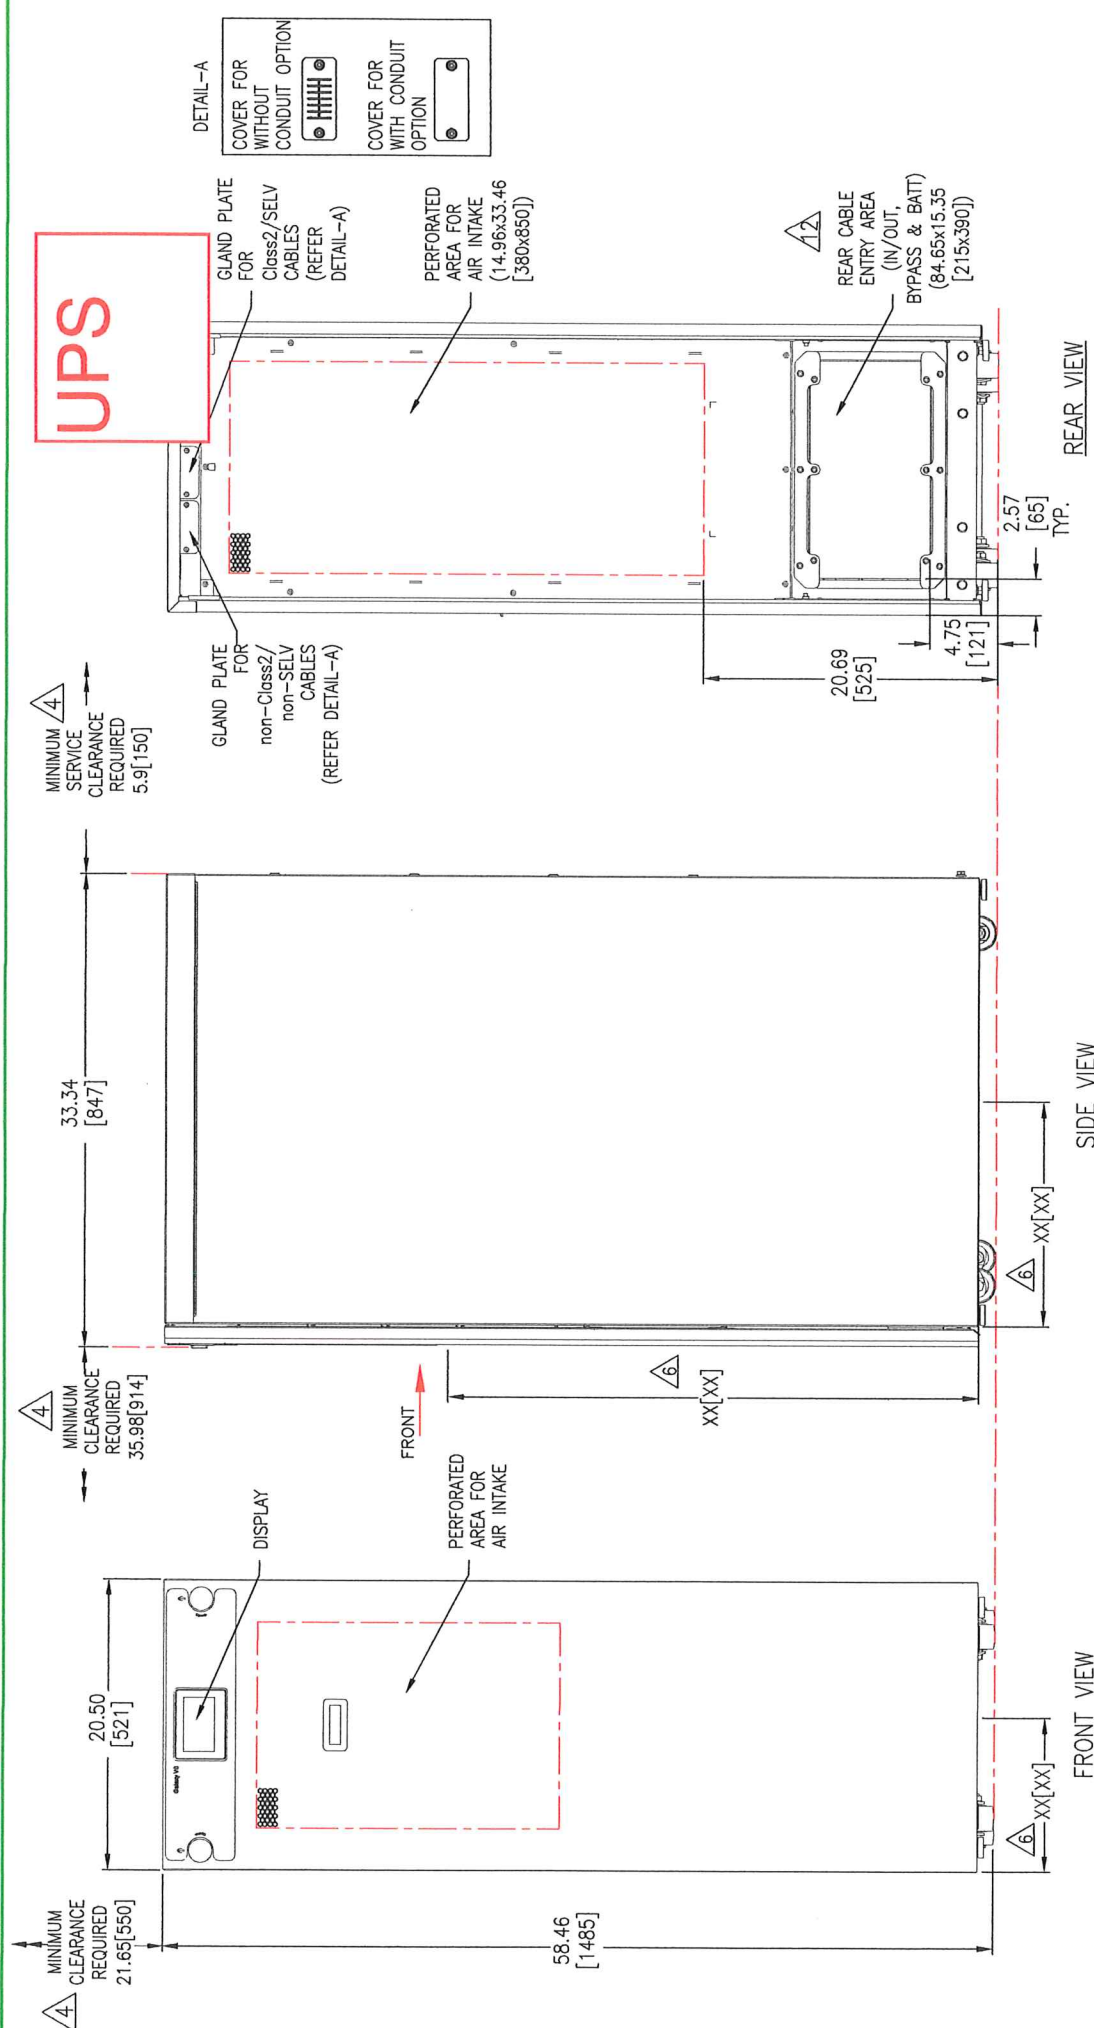 UPS
DETAIL-A
COVER FOR
WITHOUT
CONDUIT OPTION
COVER FOR
WITH CONDUIT
OPTION
4
MINIMUM
CLEARANCE
REQUIRED
21.65[550]
20.50
[521]
Galaxy VS
DISPLAY
PERFORATED
AREA FOR
AIR INTAKE
58.46
[1485]
6
XX[XX]
FRONT VIEW
4
MINIMUM
CLEARANCE
REQUIRED
35.98[914]
33.34
[847]
MINIMUM
SERVICE
CLEARANCE
REQUIRED
5.9[150]
4
FRONT
6
XX[XX]
6
XX[XX]
SIDE VIEW
GLAND PLATE
FOR
non-Class2/
non-SELV
CABLES
(REFER DETAIL-A)
GLAND PLATE
FOR
Class2/SELV
CABLES
(REFER
DETAIL-A)
PERFORATED
AREA FOR
AIR INTAKE
(14.96x33.46
[380x850])
12
REAR CABLE
ENTRY AREA
(IN/OUT,
BYPASS & BATT)
(84.65x15.35
[215x390])
20.69
[525]
4.75
[121]
2.57
[65]
TYP.
REAR VIEW